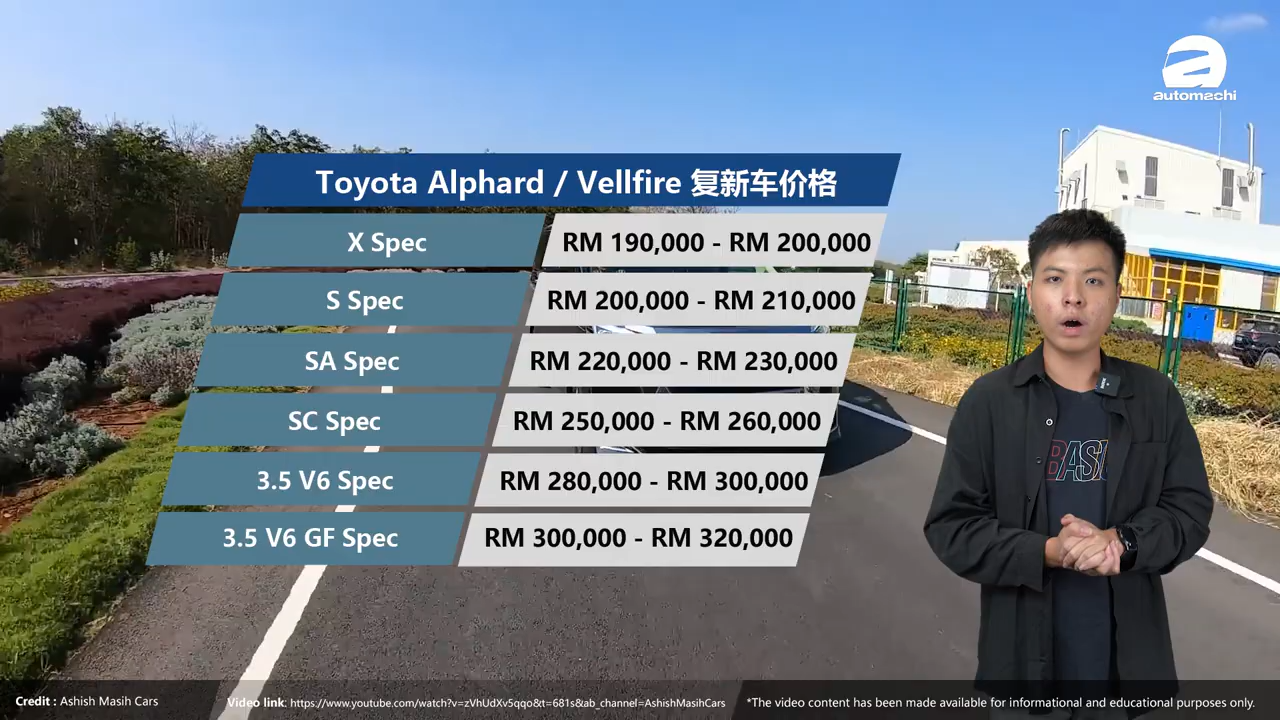 automachi
Toyota Alphard / Vellfire 复新车价格
X Spec RM 190,000 - RM 200,000
S Spec RM 200,000 - RM 210,000
SA Spec RM 220,000 - RM 230,000
SC Spec RM 250,000 - RM 260,000
3.5 V6 Spec RM 280,000 - RM 300,000
3.5 V6 GF Spec RM 300,000 - RM 320,000
Credit : Ashish Masih Cars
Video link: https://www.youtube.com/watch?v=zVhUdXv5qqo&t=681s&ab_channel=AshishMasihCars
*The video content has been made available for informational and educational purposes only.